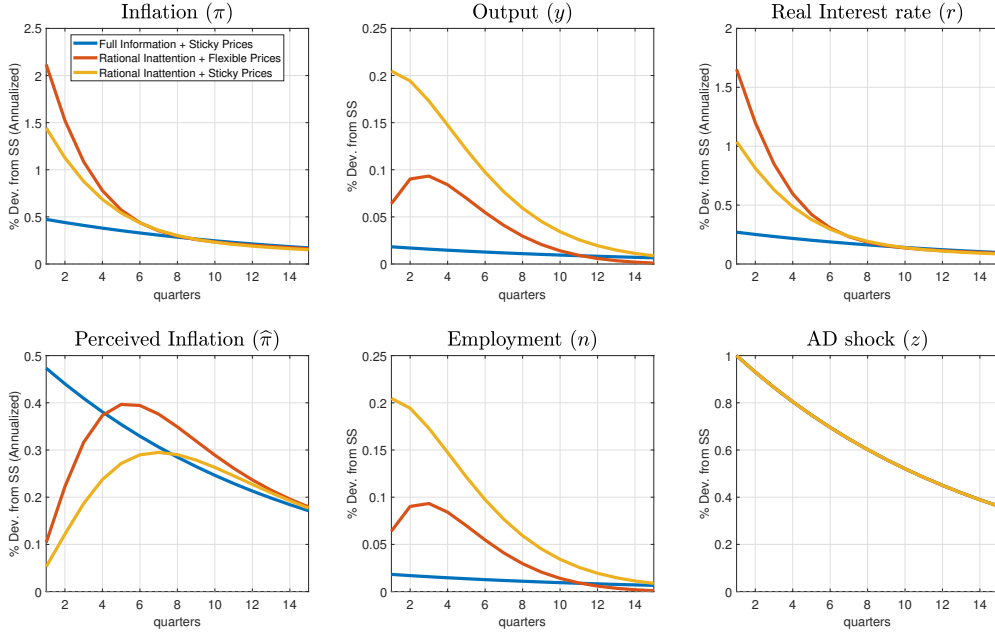 Inflation (π)
% Dev. from SS (Annualized)
2.5
2
1.5
1
0.5
0
Full Information + Sticky Prices
Rational Inattention + Flexible Prices
Rational Inattention + Sticky Prices
2 4 6 8 10 12 14
quarters
Output (y)
% Dev. from SS
0.25
0.2
0.15
0.1
0.05
0
2 4 6 8 10 12 14
quarters
Real Interest rate (r)
% Dev. from SS (Annualized)
2
1.5
1
0.5
0
2 4 6 8 10 12 14
quarters
Perceived Inflation (π̂)
% Dev. from SS (Annualized)
0.5
0.4
0.3
0.2
0.1
0
2 4 6 8 10 12 14
quarters
Employment (n)
% Dev. from SS
0.25
0.2
0.15
0.1
0.05
0
2 4 6 8 10 12 14
quarters
AD shock (z)
% Dev. from SS
1
0.8
0.6
0.4
0.2
0
2 4 6 8 10 12 14
quarters